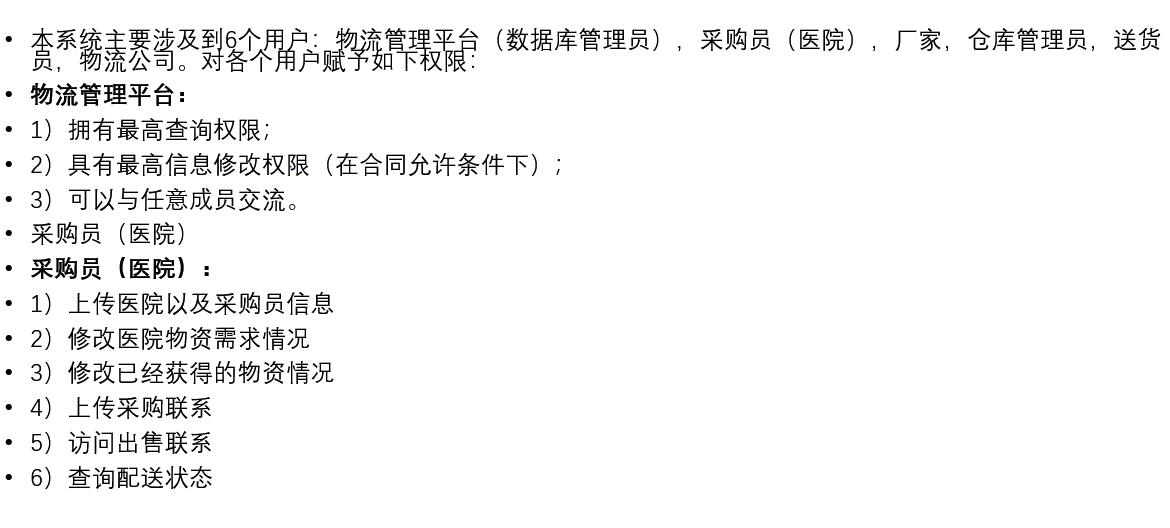 • 本系统主要涉及到6个用户：物流管理平台（数据库管理员），采购员（医院），厂家，仓库管理员，送货
员，物流公司。对各个用户赋予如下权限：
• 物流管理平台：
• 1）拥有最高查询权限；
• 2）具有最高信息修改权限（在合同允许条件下）；
• 3）可以与任意成员交流。
• 采购员（医院）
• 采购员（医院）：
• 1）上传医院以及采购员信息
• 2）修改医院物资需求情况
• 3）修改已经获得的物资情况
• 4）上传采购联系
• 5）访问出售联系
• 6）查询配送状态